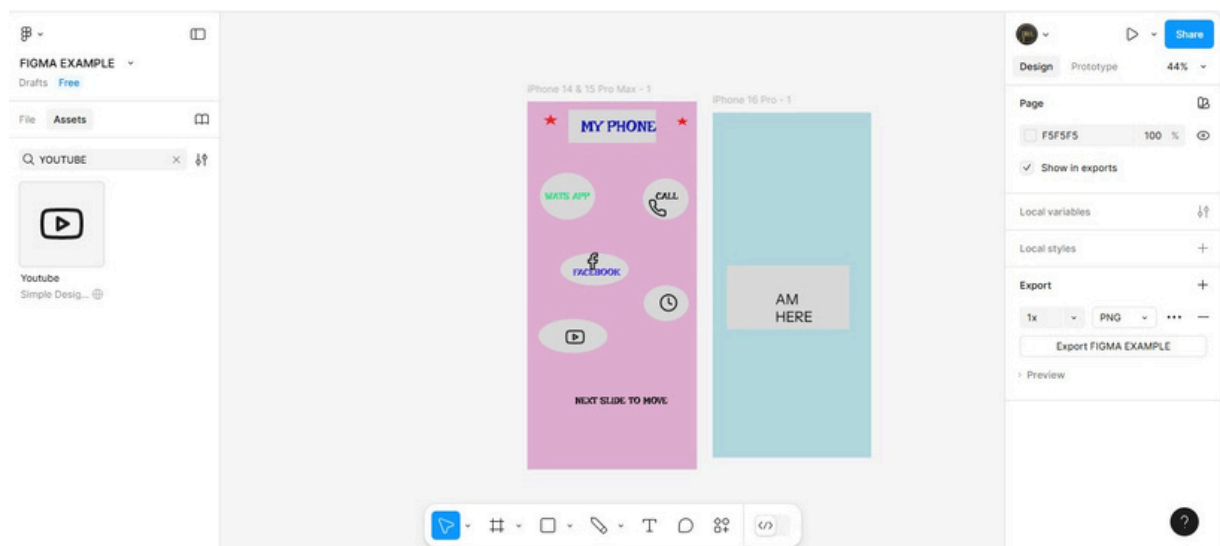 FIGMA EXAMPLE
Drafts Free
File Assets
YOUTUBE
Youtube
Simple Desig...
iPhone 14 & 15 Pro Max - 1
MY PHONE
WATS APP
CALL
FACEBOOK
NEXT SLIDE TO MOVE
iPhone 16 Pro - 1
AM
HERE
Share
Design Prototype 44%
Page
F5F5F5 100 %
Show in exports
Local variables
Local styles
Export
1x PNG
Export FIGMA EXAMPLE
Preview
?